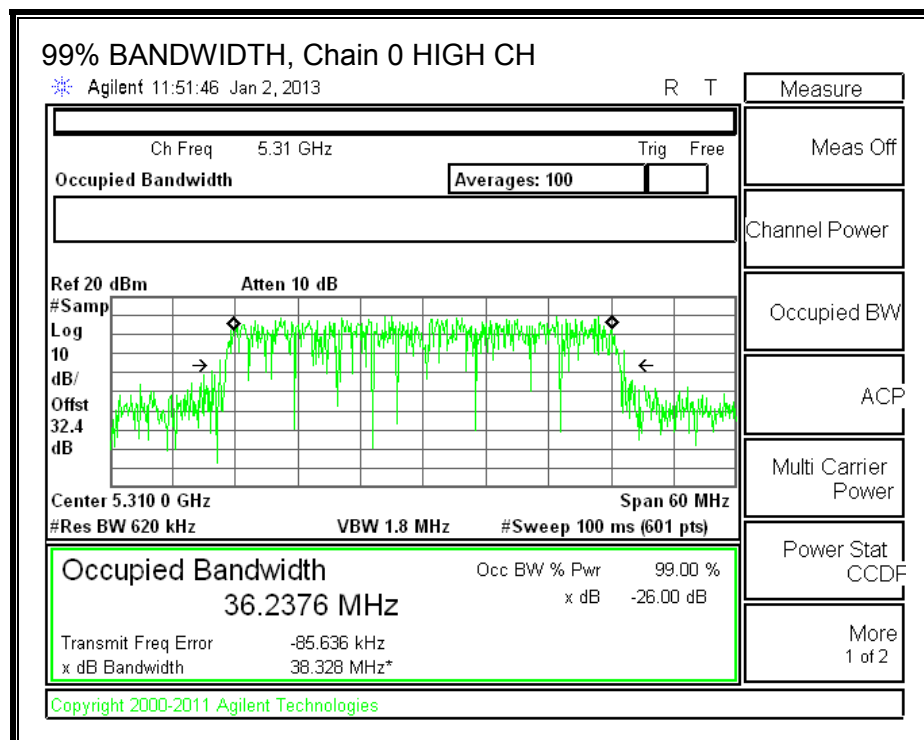 99% BANDWIDTH, Chain 0 HIGH CH
Agilent 11:51:46 Jan 2, 2013 R T
Measure
Ch Freq 5.31 GHz Trig Free
Meas Off
Occupied Bandwidth Averages: 100
Channel Power
Ref 20 dBm Atten 10 dB
#Samp
Log
10
dB/
Offst
32.4
dB
Occupied BW
ACP
Multi Carrier
Power
Center 5.310 0 GHz Span 60 MHz
#Res BW 620 kHz VBW 1.8 MHz #Sweep 100 ms (601 pts)
Power Stat
CCDF
Occupied Bandwidth
36.2376 MHz
Occ BW % Pwr 99.00 %
x dB -26.00 dB
Transmit Freq Error -85.636 kHz
x dB Bandwidth 38.328 MHz*
More
1 of 2
Copyright 2000-2011 Agilent Technologies